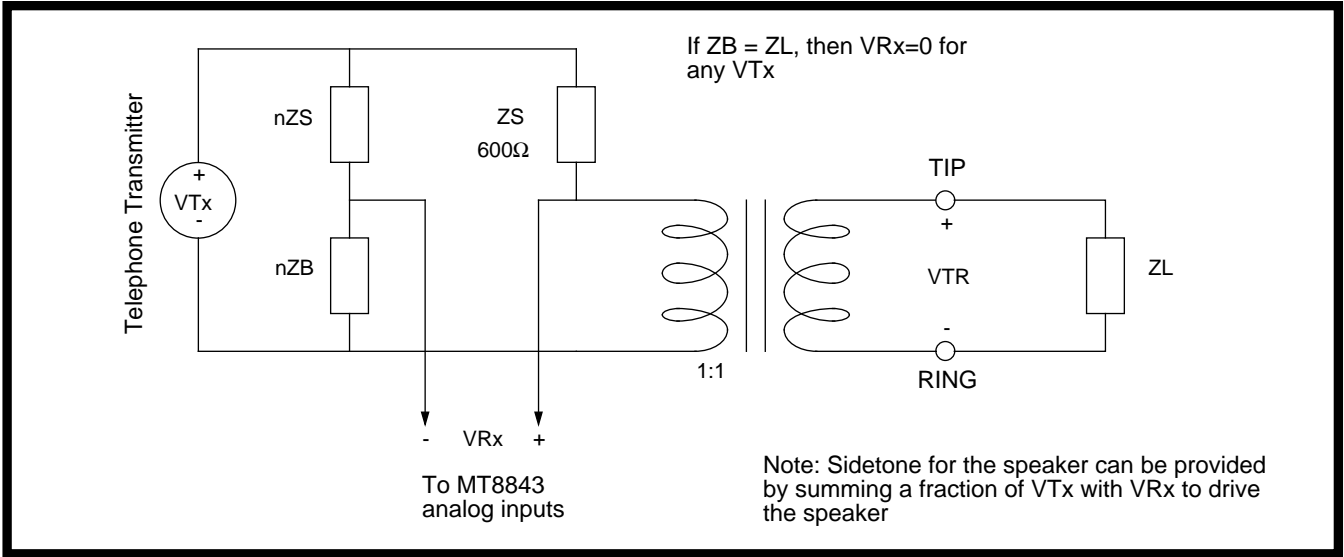 If ZB = ZL, then VRx=0 for
any VTx
Telephone Transmitter
+
VTx
-
nZS
nZB
ZS
600Ω
1:1
TIP
+
VTR
-
RING
ZL
- VRx +
To MT8843
analog inputs
Note: Sidetone for the speaker can be provided
by summing a fraction of VTx with VRx to drive
the speaker